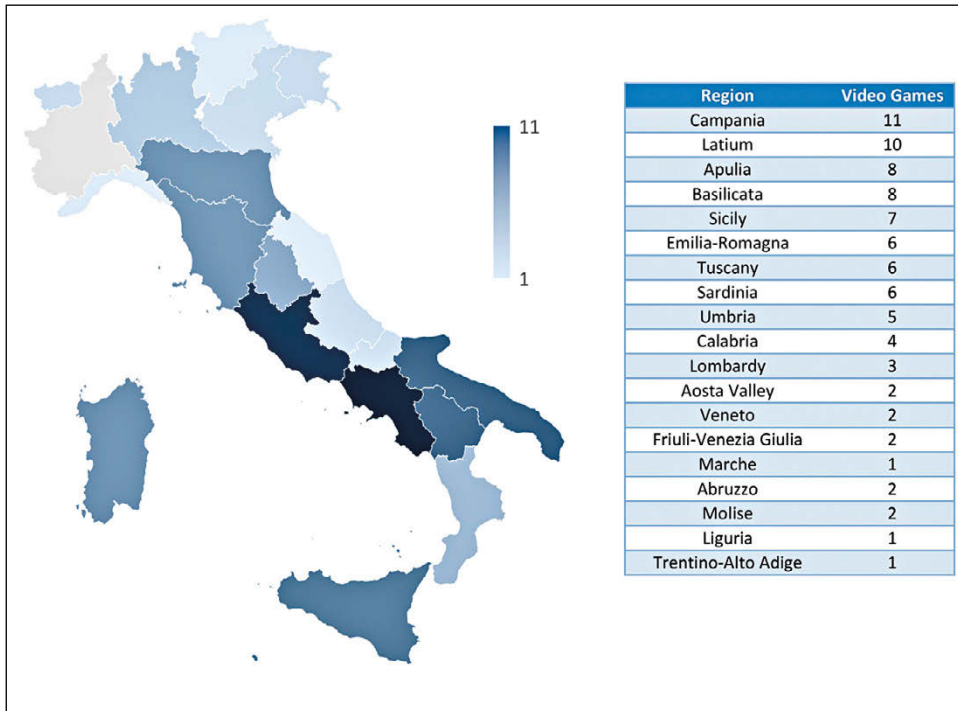 11
1
Region Video Games
Campania 11
Latium 10
Apulia 8
Basilicata 8
Sicily 7
Emilia-Romagna 6
Tuscany 6
Sardinia 6
Umbria 5
Calabria 4
Lombardy 3
Aosta Valley 2
Veneto 2
Friuli-Venezia Giulia 2
Marche 1
Abruzzo 2
Molise 2
Liguria 1
Trentino-Alto Adige 1